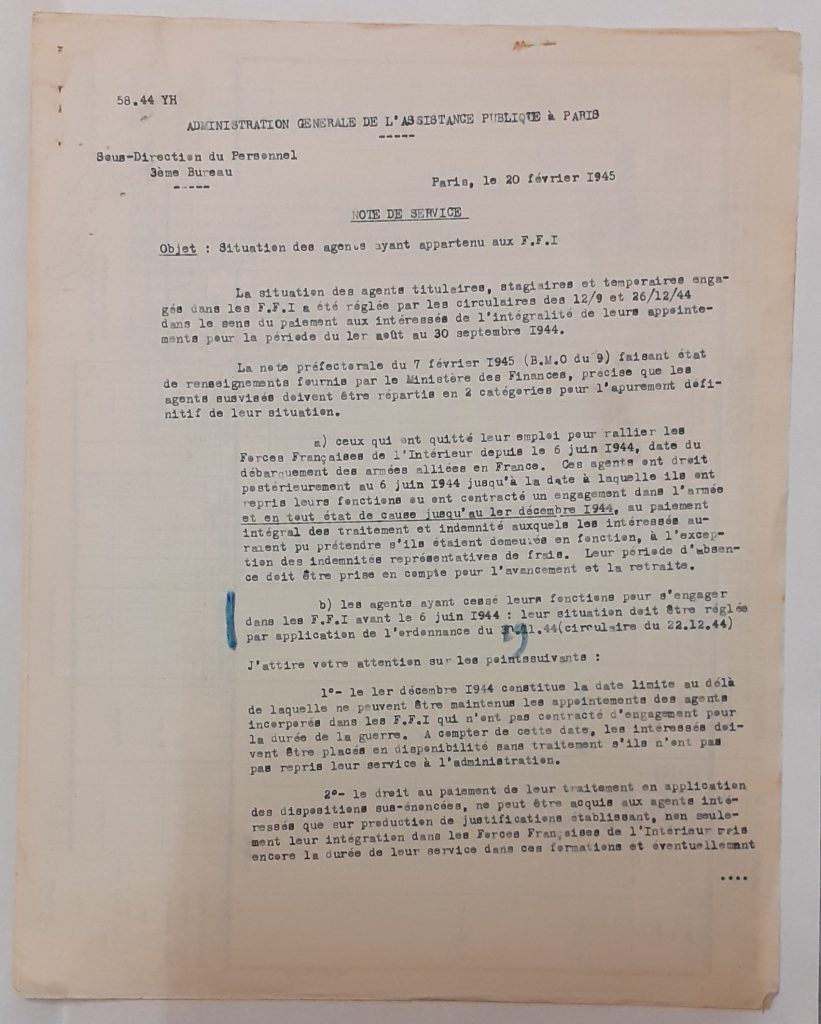 58.44 YH
ADMINISTRATION GENERALE DE L'ASSISTANCE PUBLIQUE à PARIS
-----
Sous-Direction du Personnel
3ème Bureau
-----
Paris, le 20 février I945
NOTE DE SERVICE
Objet : Situation des agents ayant appartenu aux F.F.I
La situation des agents titulaires, stagiaires et temporaires enga-
gés dans les F.F.I a été réglée par les circulaires des I2/9 et 26/I2/44
dans le sens du paiement aux intéressés de l'intégralité de leurs appointe-
ments pour la période du 1er août au 30 septembre I944.
La note préfectorale du 7 février I945 (B.M.O du 9) faisant état
de renseignements fournis par le Ministère des Finances, précise que les
agents susvisés doivent être répartis en 2 catégories pour l'apurement défi-
nitif de leur situation.
a) ceux qui ont quitté leur emploi pour rallier les
Forces Françaises de l'Intérieur depuis le 6 juin I944, date du
débarquement des armées alliées en France. Ces agents ont droit
postérieurement au 6 juin I944 jusqu'à la date à laquelle ils ont
repris leurs fonctions ou ont contracté un engagement dans l'armée
et en tout état de cause jusqu'au 1er décembre I944, au paiement
intégral des traitement et indemnité auxquels les intéressés au-
raient pu prétendre s'ils étaient demeurés en fonction, à l'excep-
tion des indemnités représentatives de frais. Leur période d'absen-
ce doit être prise en compte pour l'avancement et la retraite.
b) les agents ayant cessé leurs fonctions pour s'engager
dans les F.F.I avant le 6 juin I944 : leur situation doit être réglée
par application de l'ordonnance du .44(circulaire du 22.I2.44)
J'attire votre attention sur les pointssuivants :
1°- le 1er décembre I944 constitue la date limite au délà
de laquelle ne peuvent être maintenus les appointements des agents
incorporés dans les F.F.I qui n'ont pas contracté d'engagement pour
la durée de la guerre. A compter de cette date, les intéressés doi-
vent être placés en disponibilité sans traitement s'ils n'ont pas
pas repris leur service à l'administration.
2°- le droit au paiement de leur traitement en application
des dispositions sus-énoncées, ne peut être acquis aux agents inté-
ressés que sur production de justifications établissant, non seule-
ment leur intégration dans les Forces Françaises de l'Intérieur mais
encore la durée de leur service dans ces formations et éventuellement
....